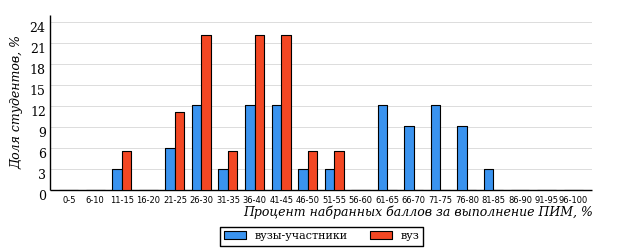 Доля студентов, %
24
21
18
15
12
9
6
3
0
0-5 6-10 11-15 16-20 21-25 26-30 31-35 36-40 41-45 46-50 51-55 56-60 61-65 66-70 71-75 76-80 81-85 86-90 91-95 96-100
Процент набранных баллов за выполнение ПИМ, %
вузы-участники вуз